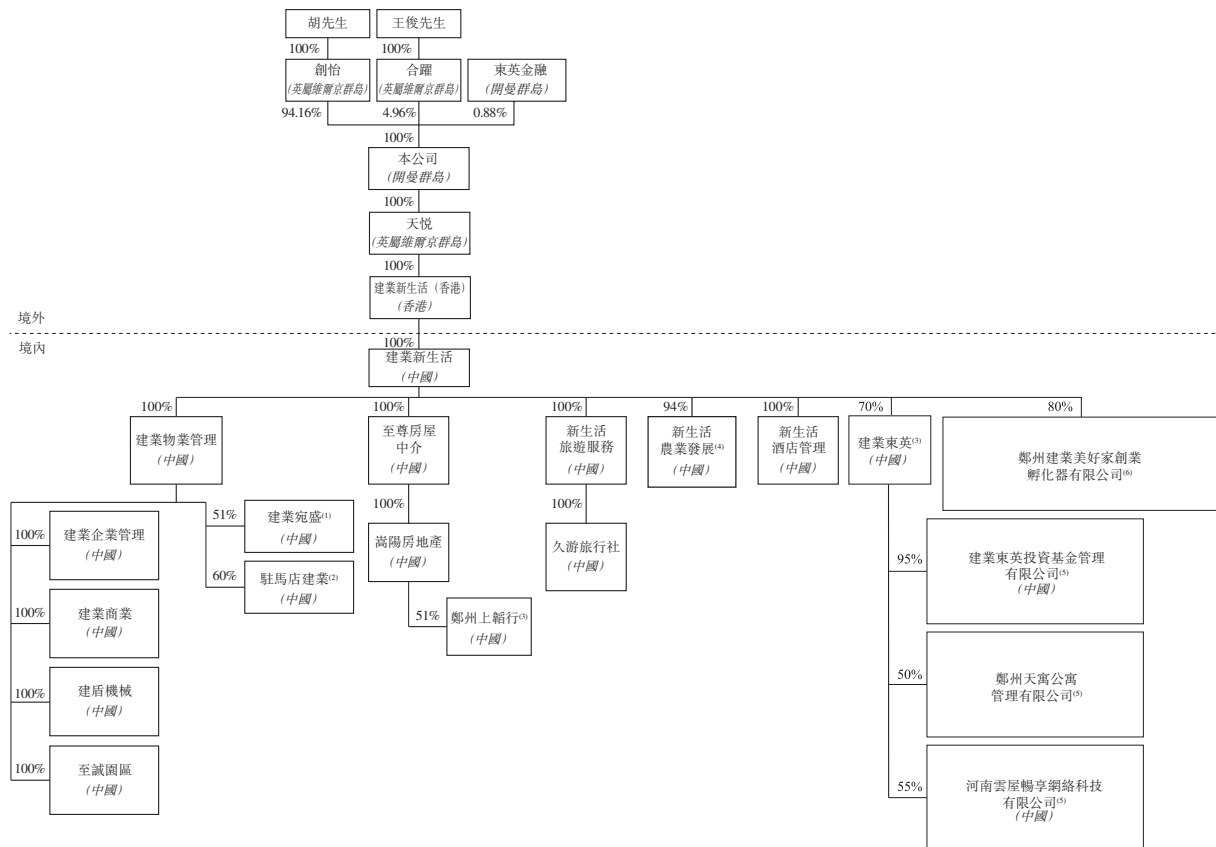 胡先生
王俊先生
100%
100%
創怡
(英屬維爾京群島)
合躍
(英屬維爾京群島)
東英金融
(開曼群島)
94.16%
4.96%
0.88%
100%
本公司
(開曼群島)
100%
天悦
(英屬維爾京群島)
100%
建業新生活（香港）
(香港)
境外
境內
100%
建業新生活
(中國)
100%
100%
100%
94%
100%
70%
80%
建業物業管理
(中國)
至尊房屋
中介
(中國)
新生活
旅遊服務
(中國)
新生活
農業發展(4)
(中國)
新生活
酒店管理
(中國)
建業東英(3)
(中國)
鄭州建業美好家創業
孵化器有限公司(6)
100%
建業企業管理
(中國)
51%
建業宛盛(1)
(中國)
60%
駐馬店建業(2)
(中國)
100%
建業商業
(中國)
100%
建盾機械
(中國)
100%
至誠園區
(中國)
100%
嵩陽房地產
(中國)
51%
鄭州上韜行(3)
(中國)
100%
久游旅行社
(中國)
95%
建業東英投資基金管理
有限公司(5)
(中國)
50%
鄭州天寓公寓
管理有限公司(5)
55%
河南雲屋暢享網絡科技
有限公司(5)
(中國)